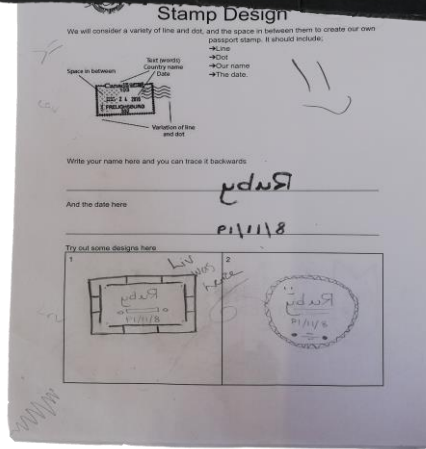 Stamp Design
We will consider a variety of line and dot, and the space in between them to create our own
passport stamp. It should include;
→Line
→Dot
→Our name
→The date.
Text (words)
Country name
Date
Space in between
Variation of line
and dot
Write your name here and you can trace it backwards
Ruby
And the date here
8/11/19
Try out some designs here
1
Liv
was
here
Ruby
8/11/19
2
Ruby
8/11/19